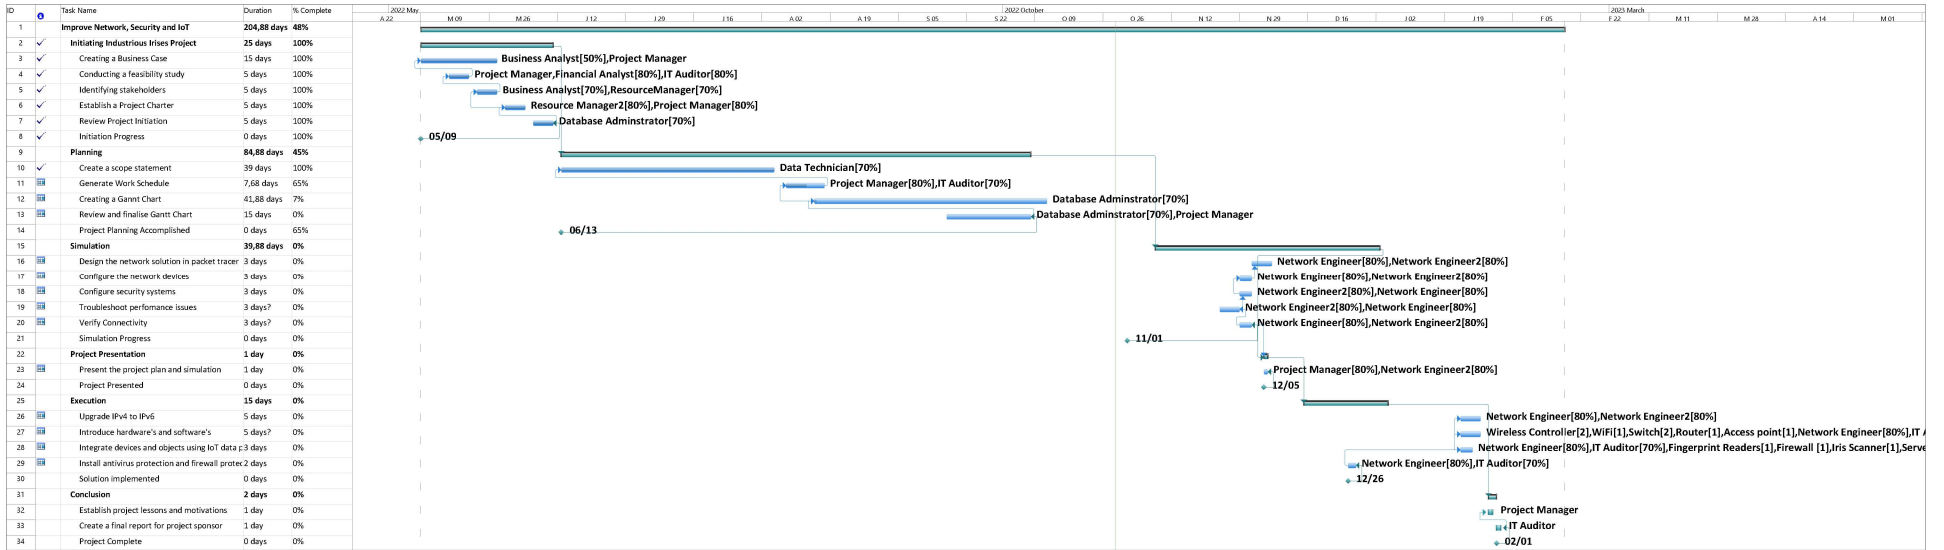 ID Task Name Duration % Complete 2022 May 2022 October 2023 March
A 22 M 09 M 26 J 12 J 29 J 16 A 02 A 19 S 05 S 22 O 09 O 26 N 12 N 29 D 16 J 02 J 19 F 05 F 22 M 11 M 28 A 14 M 01
1 Improve Network, Security and IoT 204,88 days 48%
2 Initiating Industrious Irises Project 25 days 100%
3 Creating a Business Case 15 days 100% Business Analyst[50%],Project Manager
4 Conducting a feasibility study 5 days 100% Project Manager,Financial Analyst[80%],IT Auditor[80%]
5 Identifying stakeholders 5 days 100% Business Analyst[70%],ResourceManager[70%]
6 Establish a Project Charter 5 days 100% Resource Manager2[80%],Project Manager[80%]
7 Review Project Initiation 5 days 100% Database Adminstrator[70%]
8 Initiation Progress 0 days 100% 05/09
9 Planning 84,88 days 45%
10 Create a scope statement 39 days 100% Data Technician[70%]
11 Generate Work Schedule 7,68 days 65% Project Manager[80%],IT Auditor[70%]
12 Creating a Gannt Chart 41,88 days 7% Database Adminstrator[70%]
13 Review and finalise Gantt Chart 15 days 0% Database Adminstrator[70%],Project Manager
14 Project Planning Accomplished 0 days 65% 06/13
15 Simulation 39,88 days 0%
16 Design the network solution in packet tracer 3 days 0% Network Engineer[80%],Network Engineer2[80%]
17 Configure the network devices 3 days 0% Network Engineer[80%],Network Engineer2[80%]
18 Configure security systems 3 days 0% Network Engineer2[80%],Network Engineer[80%]
19 Troubleshoot perfomance issues 3 days? 0% Network Engineer2[80%],Network Engineer[80%]
20 Verify Connectivity 3 days? 0% Network Engineer[80%],Network Engineer2[80%]
21 Simulation Progress 0 days 0% 11/01
22 Project Presentation 1 day 0%
23 Present the project plan and simulation 1 day 0% Project Manager[80%],Network Engineer2[80%]
24 Project Presented 0 days 0% 12/05
25 Execution 15 days 0%
26 Upgrade IPv4 to IPv6 5 days 0% Network Engineer[80%],Network Engineer2[80%]
27 Introduce hardware's and software's 5 days? 0% Wireless Controller[2],WiFi[1],Switch[2],Router[1],Access point[1],Network Engineer[80%],IT
28 Integrate devices and objects using IoT data 3 days 0% Network Engineer[80%],IT Auditor[70%],Fingerprint Readers[1],Firewall [1],Iris Scanner[1],Serve
29 Install antivirus protection and firewall protec 2 days 0% Network Engineer[80%],IT Auditor[70%]
30 Solution implemented 0 days 0% 12/26
31 Conclusion 2 days 0%
32 Establish project lessons and motivations 1 day 0% Project Manager
33 Create a final report for project sponsor 1 day 0% IT Auditor
34 Project Complete 0 days 0% 02/01